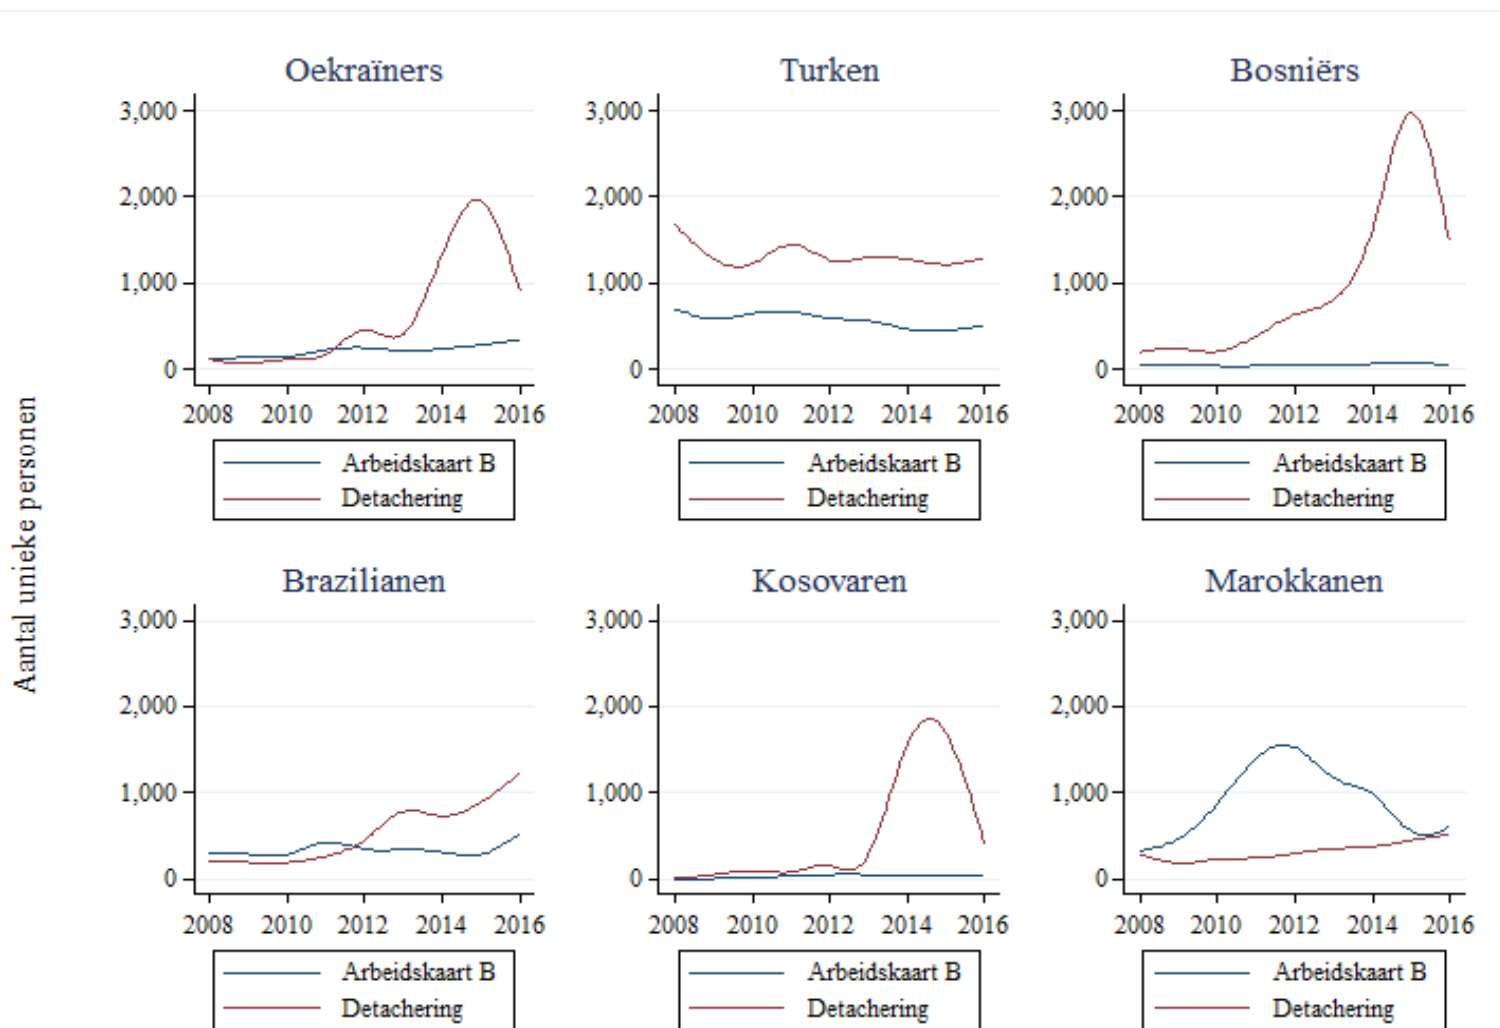 Aantal unieke personen
Oekraïners
3,000
2,000
1,000
0
2008 2010 2012 2014 2016
Arbeidskaart B
Detachering
Turken
3,000
2,000
1,000
0
2008 2010 2012 2014 2016
Arbeidskaart B
Detachering
Bosniërs
3,000
2,000
1,000
0
2008 2010 2012 2014 2016
Arbeidskaart B
Detachering
Brazilianen
3,000
2,000
1,000
0
2008 2010 2012 2014 2016
Arbeidskaart B
Detachering
Kosovaren
3,000
2,000
1,000
0
2008 2010 2012 2014 2016
Arbeidskaart B
Detachering
Marokkanen
3,000
2,000
1,000
0
2008 2010 2012 2014 2016
Arbeidskaart B
Detachering